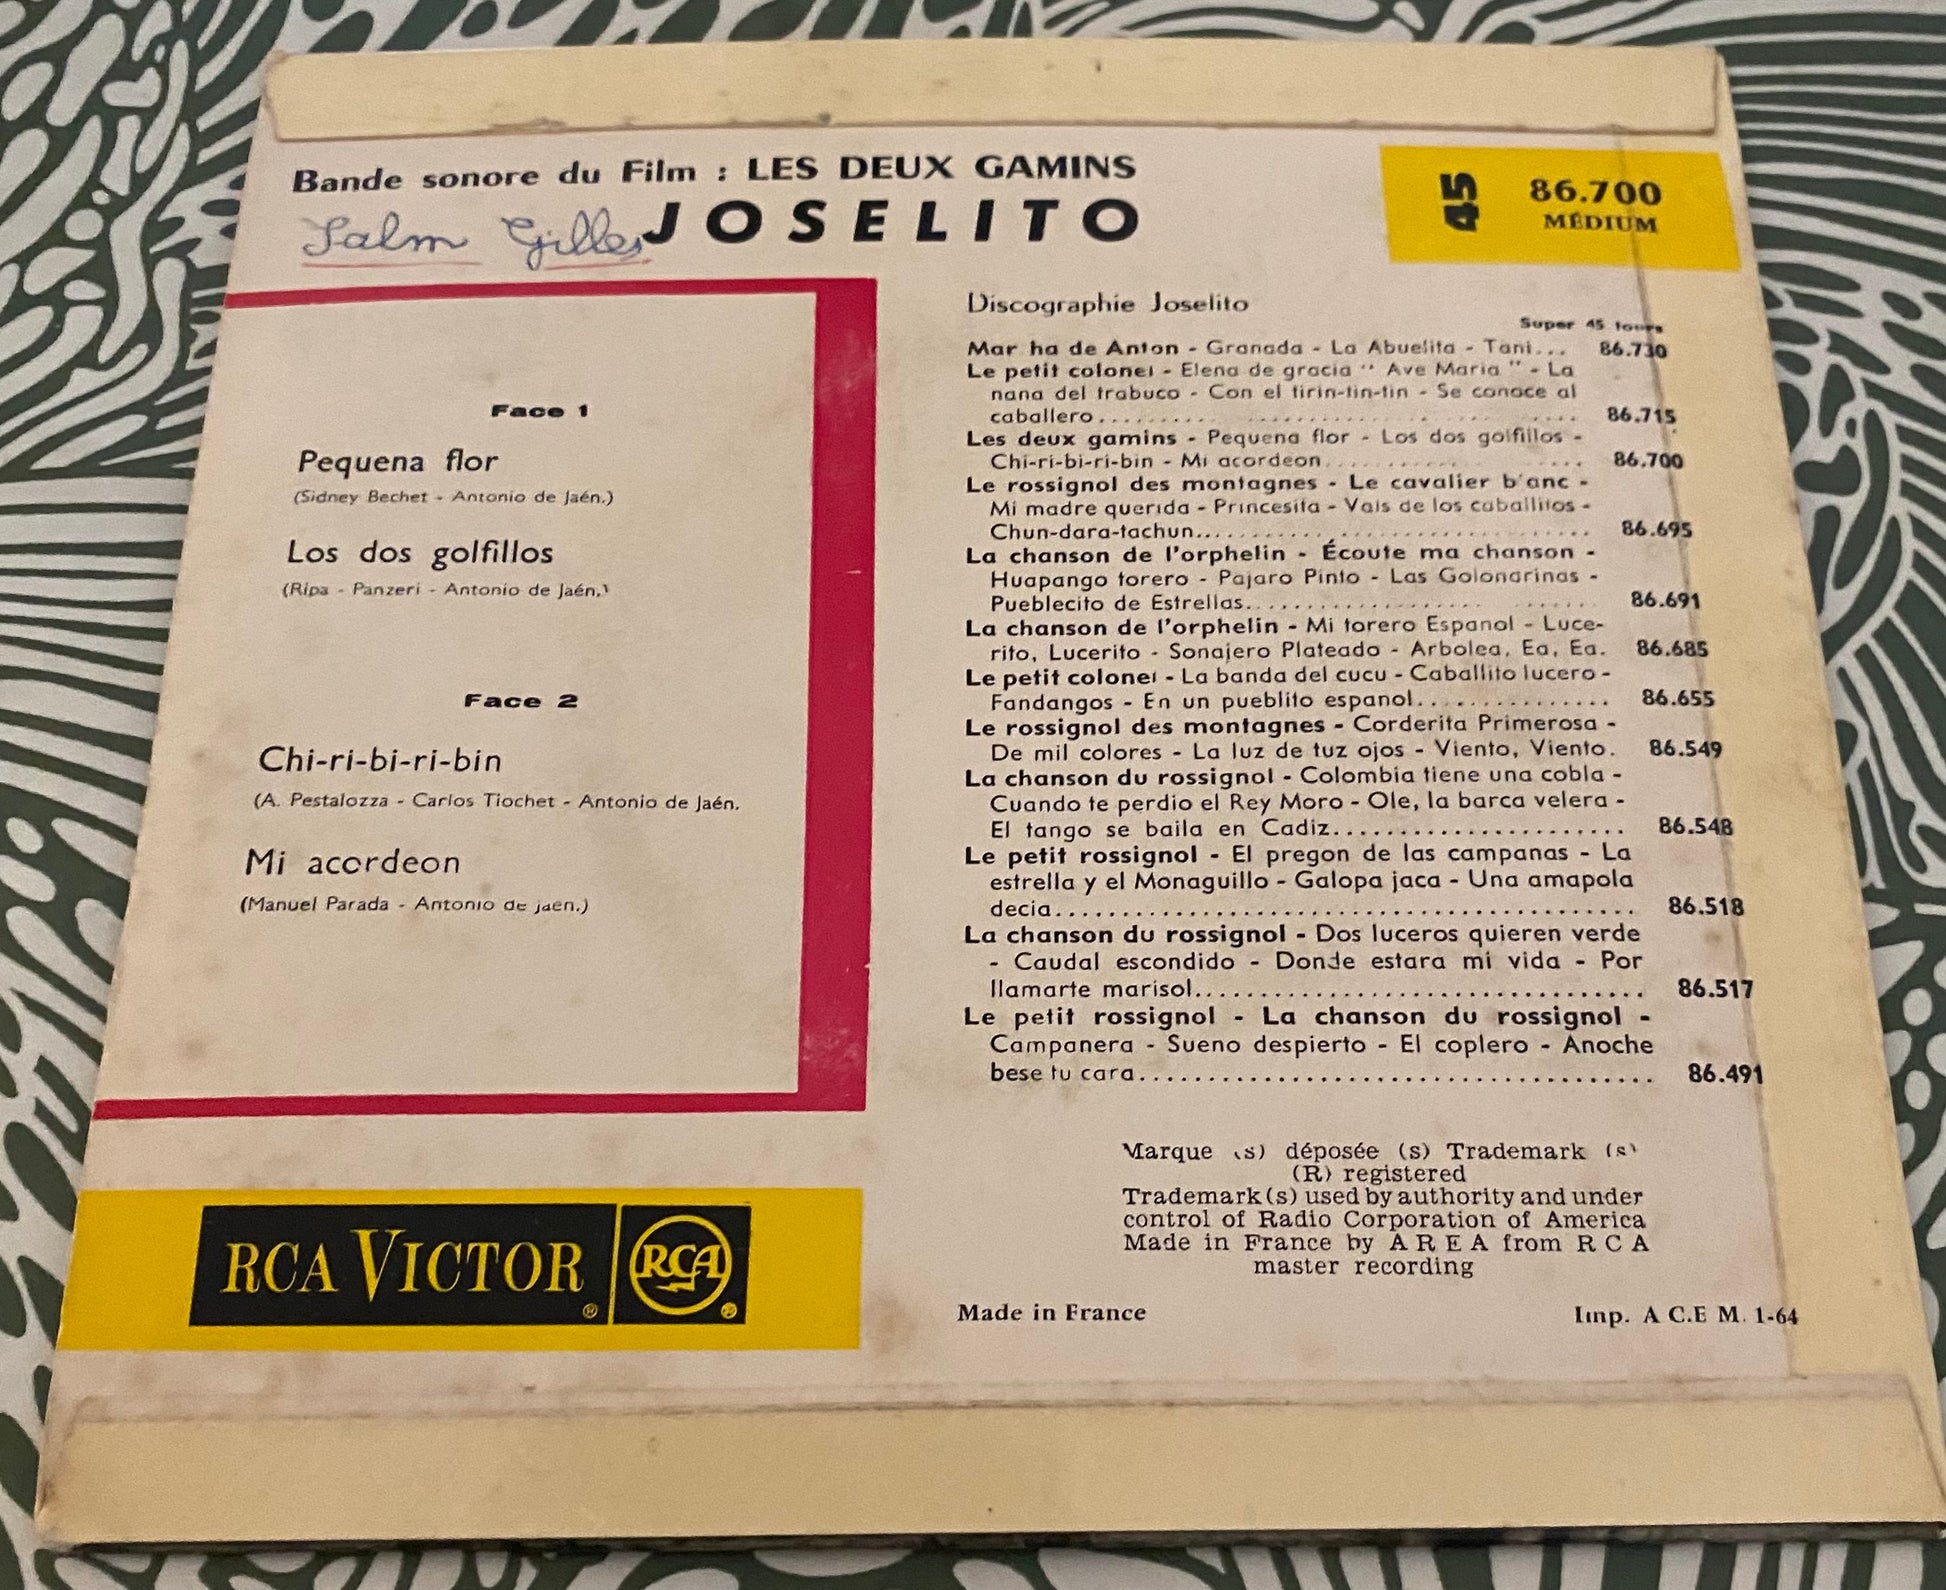 Bande sonore du Film : LES DEUX GAMINS
Salm Gilles JOSELITO
45 86.700
MÉDIUM
Face 1
Pequena flor
(Sidney Bechet - Antonio de Jaén.)
Los dos golfillos
(Ripa - Panzeri - Antonio de Jaén.)
Face 2
Chi-ri-bi-ri-bin
(A. Pestalozza - Carlos Tiochet - Antonio de Jaén.
Mi acordeon
(Manuel Parada - Antonio de Jaen.)
RCA VICTOR ® RCA ®
Discographie Joselito
Super 45 tours
Mar ha de Anton - Granada - La Abuelita - Tani... 86.730
Le petit colonel - Elena de gracia " Ave Maria " - La
nana del trabuco - Con el tirin-tin-tin - Se conoce al
caballero........................................ 86.715
Les deux gamins - Pequena flor - Los dos golfillos -
Chi-ri-bi-ri-bin - Mi acordeon.................... 86.700
Le rossignol des montagnes - Le cavalier b'anc -
Mi madre querida - Princesita - Vals de los caballitos -
Chun-dara-tachun.............................. 86.695
La chanson de l'orphelin - Écoute ma chanson -
Huapango torero - Pajaro Pinto - Las Golondrinas -
Pueblecito de Estrellas.......................... 86.691
La chanson de l'orphelin - Mi torero Espanol - Luce-
rito, Lucerito - Sonajero Plateado - Arbolea, Ea, Ea. 86.685
Le petit colonel - La banda del cucu - Caballito lucero -
Fandangos - En un pueblito espanol............... 86.655
Le rossignol des montagnes - Corderita Primerosa -
De mil colores - La luz de tuz ojos - Viento, Viento. 86.549
La chanson du rossignol - Colombia tiene una cobla -
Cuando te perdio el Rey Moro - Ole, la barca velera -
El tango se baila en Cadiz...................... 86.548
Le petit rossignol - El pregon de las campanas - La
estrella y el Monaguillo - Galopa jaca - Una amapola
decia............................................ 86.518
La chanson du rossignol - Dos luceros quieren verde
- Caudal escondido - Donde estara mi vida - Por
llamarte marisol................................. 86.517
Le petit rossignol - La chanson du rossignol -
Campanera - Sueno despierto - El coplero - Anoche
bese tu cara...................................... 86.491
Marque (s) déposée (s) Trademark (s)
(R) registered
Trademark(s) used by authority and under
control of Radio Corporation of America
Made in France by A R E A from R C A
master recording
Made in France
Imp. A C.E M. 1-64